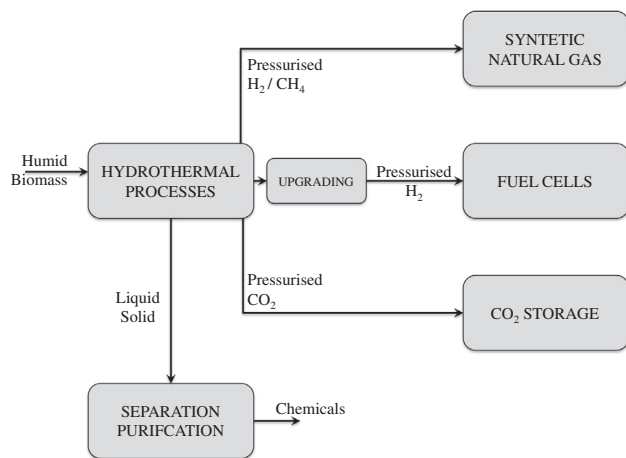 SYNTETIC
NATURAL GAS
Pressurised
H₂ / CH₄
Humid
Biomass
HYDROTHERMAL
PROCESSES
UPGRADING
Pressurised
H₂
FUEL CELLS
Pressurised
CO₂
Liquid
Solid
CO₂ STORAGE
SEPARATION
PURIFCATION
Chemicals